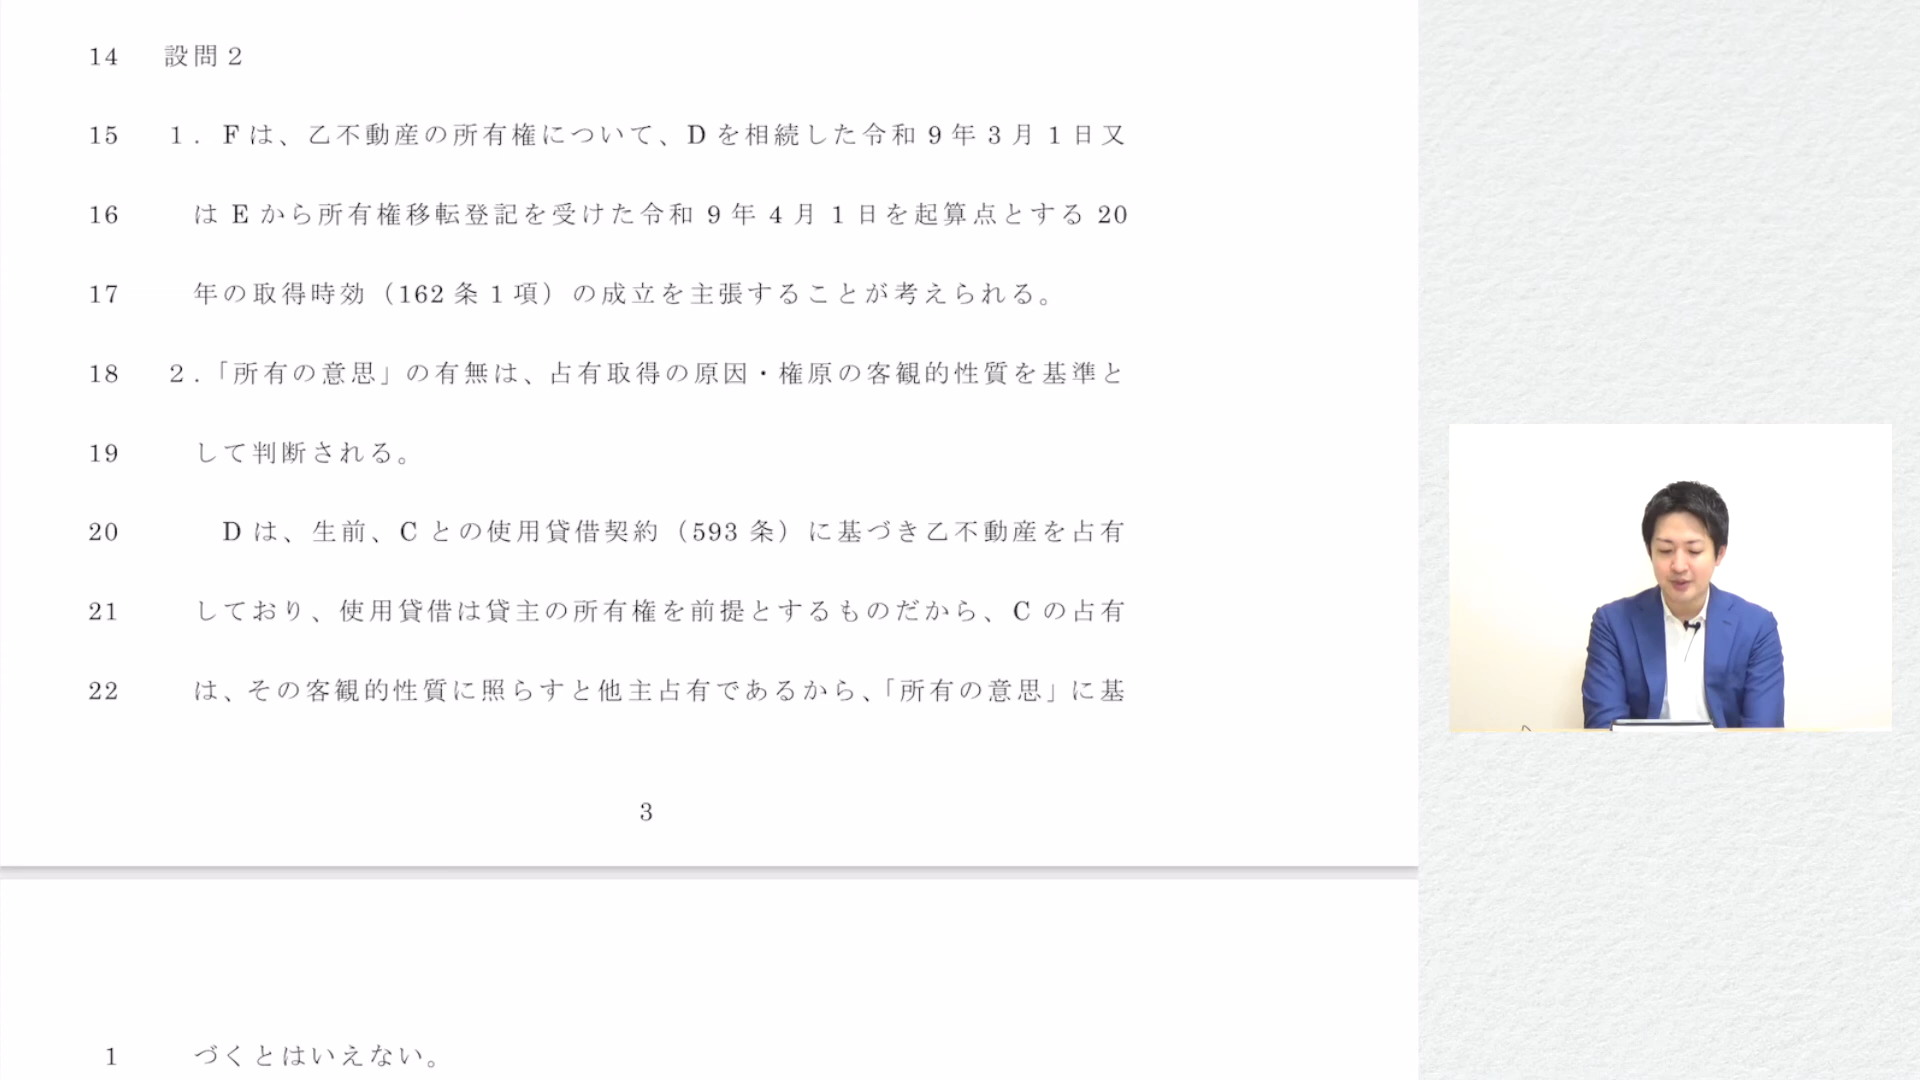 14 設問2
15 1. Fは、乙不動産の所有権について、Dを相続した令和9年3月1日又
16 はEから所有権移転登記を受けた令和9年4月1日を起算点とする20
17 年の取得時効（162条1項）の成立を主張することが考えられる。
18 2.「所有の意思」の有無は、占有取得の原因・権原の客観的性質を基準と
19 して判断される。
20 Dは、生前、Cとの使用貸借契約（593条）に基づき乙不動産を占有
21 しており、使用貸借は貸主の所有権を前提とするものだから、Cの占有
22 は、その客観的性質に照らすと他主占有であるから、「所有の意思」に基
3
1 づくとはいえない。